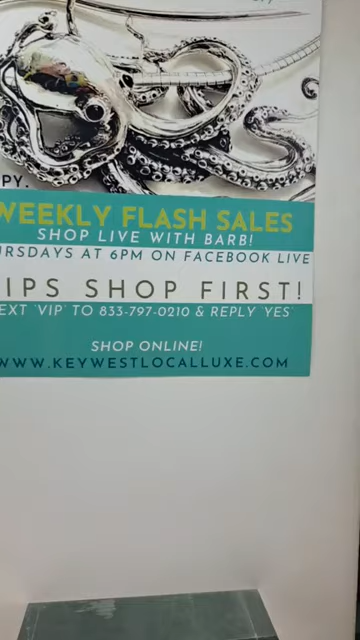 PY.
WEEKLY FLASH SALES
SHOP LIVE WITH BARB!
URSDAYS AT 6PM ON FACEBOOK LIVE
IPS SHOP FIRST!
EXT 'VIP' TO 833-797-0210 & REPLY 'YES'
SHOP ONLINE!
WWW.KEYWESTLOCALLUXE.COM